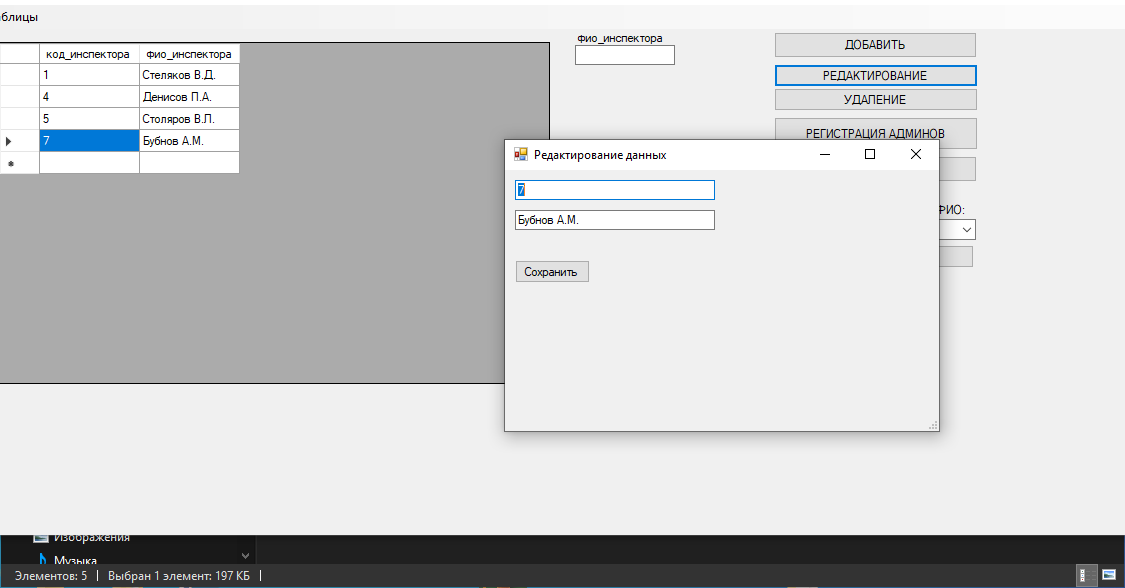 блицы
код_инспектора фио_инспектора
1 Стеляков В.Д.
4 Денисов П.А.
5 Столяров В.Л.
7 Бубнов А.М.
фио_инспектора
ДОБАВИТЬ
РЕДАКТИРОВАНИЕ
УДАЛЕНИЕ
РЕГИСТРАЦИЯ АДМИНОВ
ФИО:
Редактирование данных
7
Бубнов А.М.
Сохранить
Изображения
Музыка
Элементов: 5 | Выбран 1 элемент: 197 КБ |